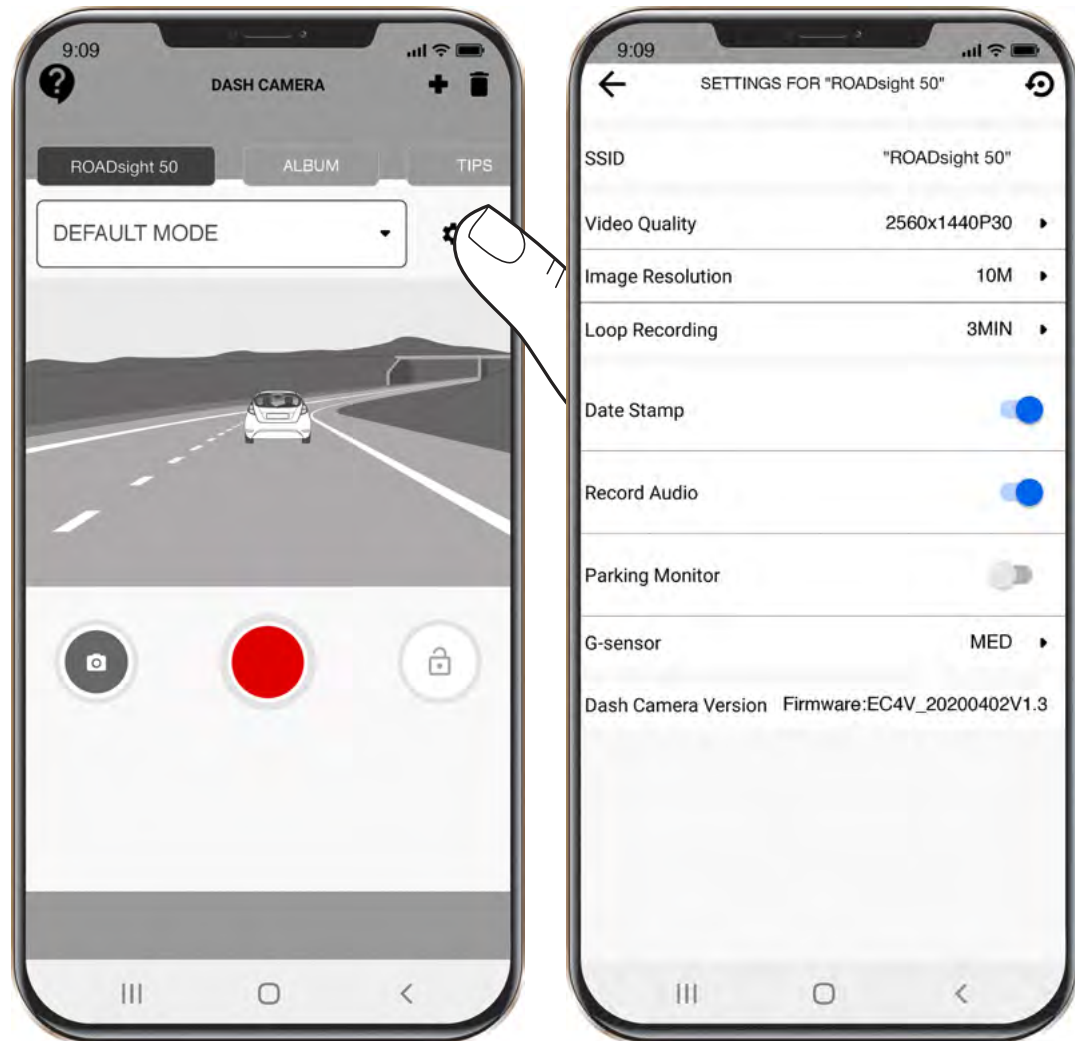 9:09
DASH CAMERA
ROADsight 50
ALBUM
TIPS
DEFAULT MODE
9:09
SETTINGS FOR "ROADsight 50"
SSID "ROADsight 50"
Video Quality 2560x1440P30
Image Resolution 10M
Loop Recording 3MIN
Date Stamp
Record Audio
Parking Monitor
G-sensor MED
Dash Camera Version Firmware:EC4V_20200402V1.3